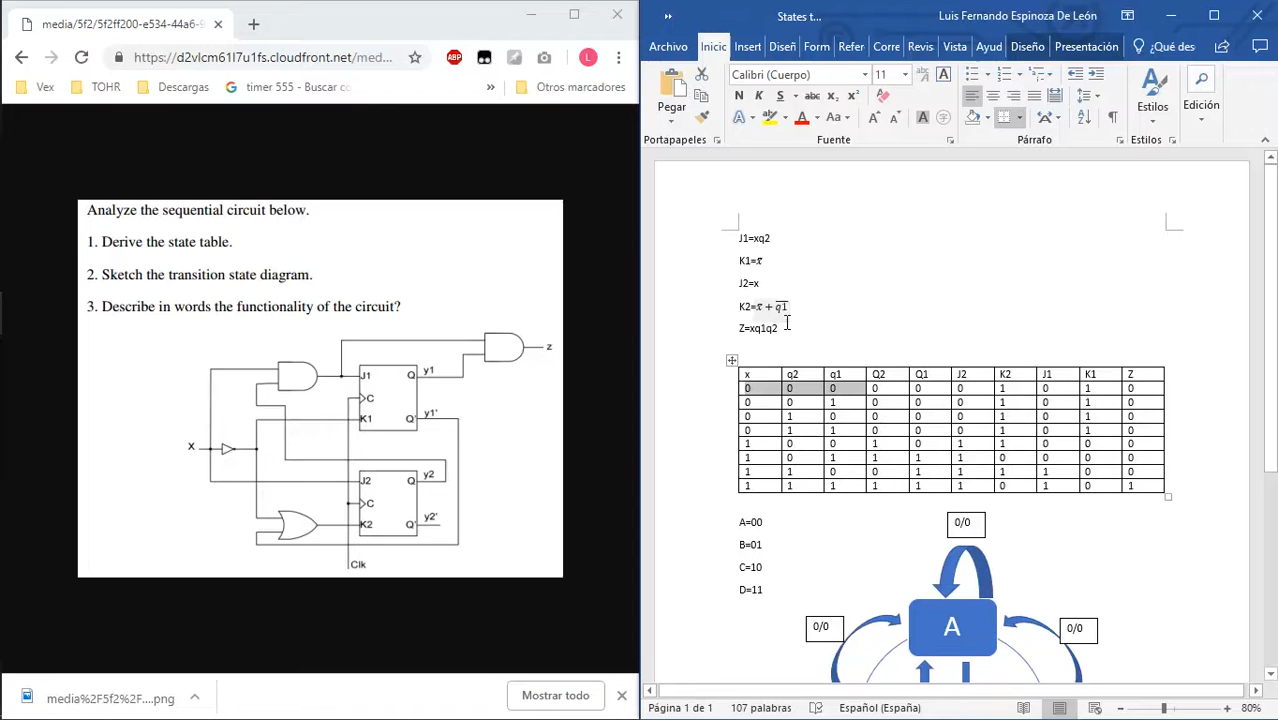 media/5f2/5f2ff200-e534-44a6-9
https://d2vlcm61l7u1fs.cloudfront.net/med...
ABP
L
Vex
TOHR
Descargas
time-555 - Buscar c
»
Otros marcadores
Analyze the sequential circuit below.
1. Derive the state table.
2. Sketch the transition state diagram.
3. Describe in words the functionality of the circuit?
z
J1 Q y1
C
K1 Q' y1'
X
J2 Q y2
C
K2 Q' y2'
Clk
media%2F5f2%2F....png
Mostrar todo
States t...
Luis Fernando Espinoza De León
Archivo Inicio Insert Diseñ Form Refer Corre Revis Vista Ayud Diseño Presentación ¿Qué des
Pegar
Calibri (Cuerpo) 11
N K S abc x₂ x²
Estilos
Edición
Portapapeles Fuente Párrafo Estilos
J1=xq2
K1=x̅
J2=x
K2=x̅ + q̅1̅
Z=xq1q2
x q2 q1 Q2 Q1 J2 K2 J1 K1 Z
0 0 0 0 0 0 1 0 1 0
0 0 1 0 0 0 1 0 1 0
0 1 0 0 0 0 1 0 1 0
0 1 1 0 0 0 1 0 1 0
1 0 0 1 0 1 1 0 0 0
1 0 1 1 1 1 0 0 0 0
1 1 0 0 1 1 1 1 0 0
1 1 1 1 1 1 0 1 0 1
A=00
B=01
C=10
D=11
0/0
0/0
A
0/0
Página 1 de 1
107 palabras
Español (España)
80%